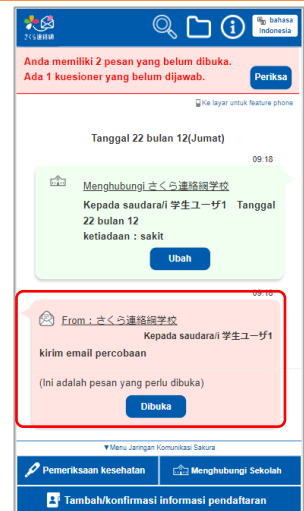 さくら連絡網
bahasa
Indonesia
Anda memiliki 2 pesan yang belum dibuka.
Ada 1 kuesioner yang belum dijawab.
Periksa
Ke layar untuk feature phone
Tanggal 22 bulan 12(Jumat)
09:18
Menghubungi さくら連絡網学校
Kepada saudara/i 学生ユーザ1 Tanggal
22 bulan 12
ketiadaan : sakit
Ubah
09:18
From : さくら連絡網学校
Kepada saudara/i 学生ユーザ1
kirim email percobaan
(Ini adalah pesan yang perlu dibuka)
Dibuka
▼Menu Jaringan Komunikasi Sakura
Pemeriksaan kesehatan
Menghubungi Sekolah
Tambah/konfirmasi informasi pendaftaran